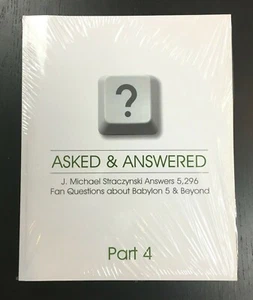 ?
ASKED & ANSWERED
J. Michael Straczynski Answers 5,296
Fan Questions about Babylon 5 & Beyond
Part 4